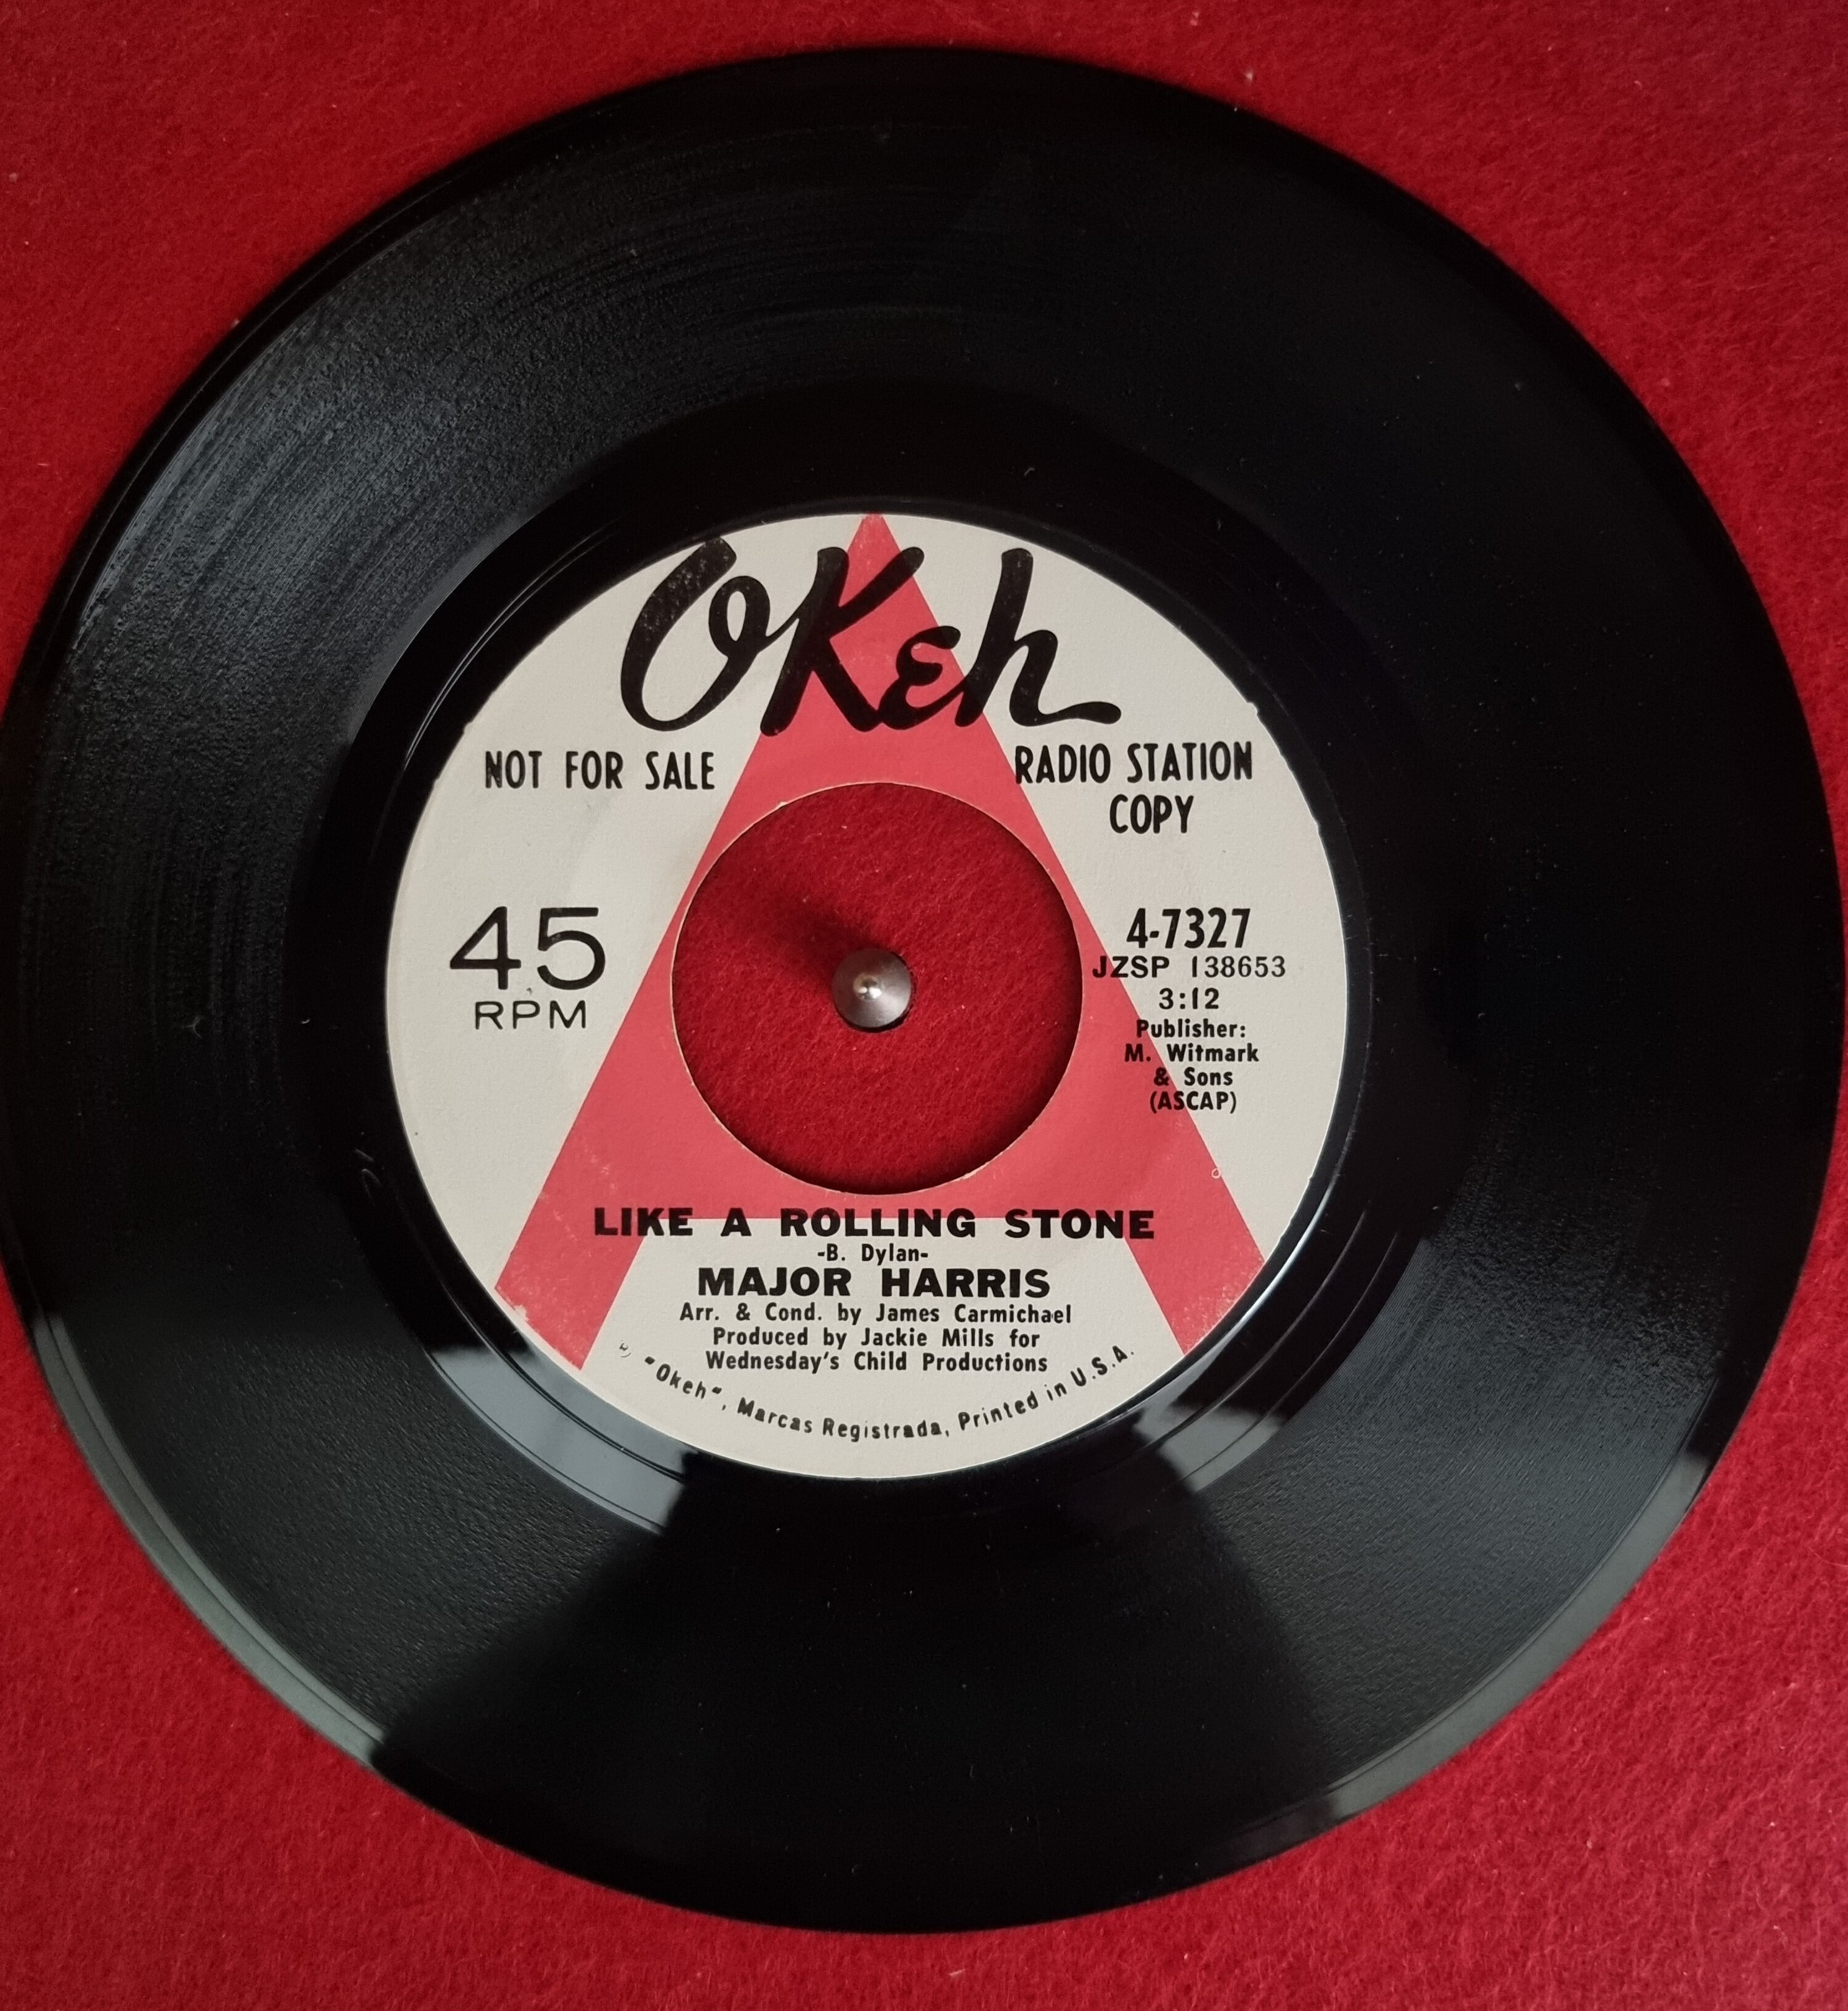 OKeh
NOT FOR SALE
RADIO STATION
COPY
45
RPM
4-7327
JZSP 138653
3:12
Publisher:
M. Witmark
& Sons
(ASCAP)
LIKE A ROLLING STONE
-B. Dylan-
MAJOR HARRIS
Arr. & Cond. by James Carmichael
Produced by Jackie Mills for
Wednesday's Child Productions
"Okeh", Marcas Registrada, Printed in U.S.A.